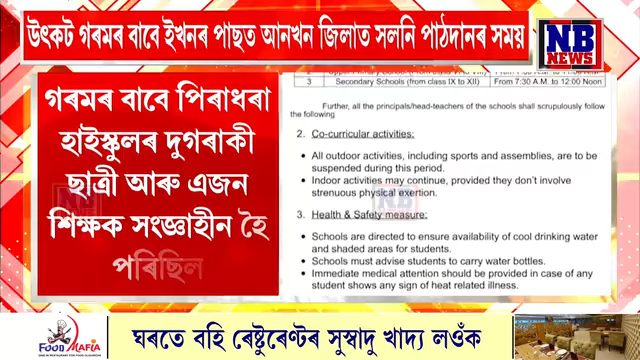 উৎকট গৰমৰ বাবে ইখনৰ পাছত আনখন জিলাত সলনি পাঠদানৰ সময়
NB
NEWS
গৰমৰ বাবে পিৰাধৰা
হাইস্কুলৰ দুগৰাকী
ছাত্ৰী আৰু এজন
শিক্ষক সংজ্ঞাহীন হৈ
পৰিছিল
3 Secondary Schools (from class IX to XII) From 7:30 A.M. to 12:00 Noon
Further, all the principals/head-teachers of the schools shall scrupulously follow
the following
2. Co-curricular activities:
• All outdoor activities, including sports and assemblies, are to be
suspended during this period.
• Indoor activities may continue, provided they don't involve
strenuous physical exertion.
3. Health & Safety measure:
• Schools are directed to ensure availability of cool drinking water
and shaded areas for students.
• Schools must advise students to carry water bottles.
• Immediate medical attention should be provided in case of any
student shows any sign of heat related illness.
FOOD MAFIA
ঘৰতে বহি ৰেষ্টুৰেণ্টৰ সুস্বাদু খাদ্য লওঁক